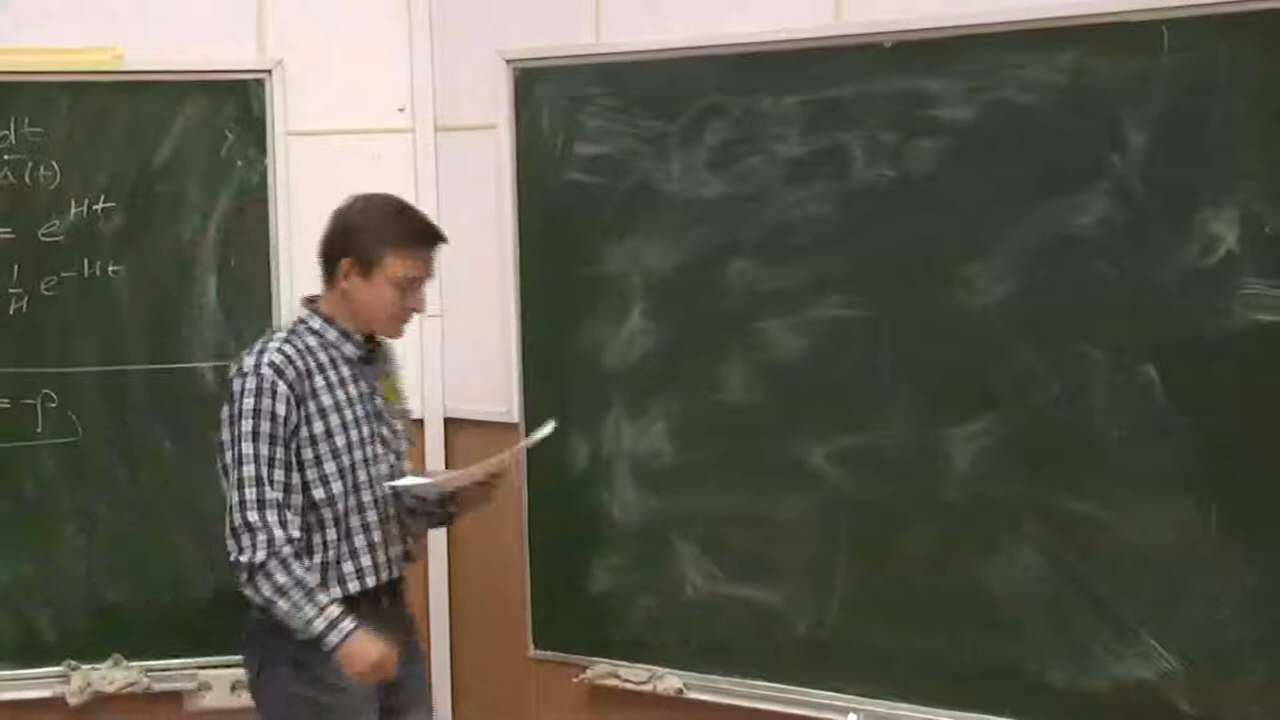 dt
a(t)
= e^{Ht}
1/H e^{-Ht}
= -ρ